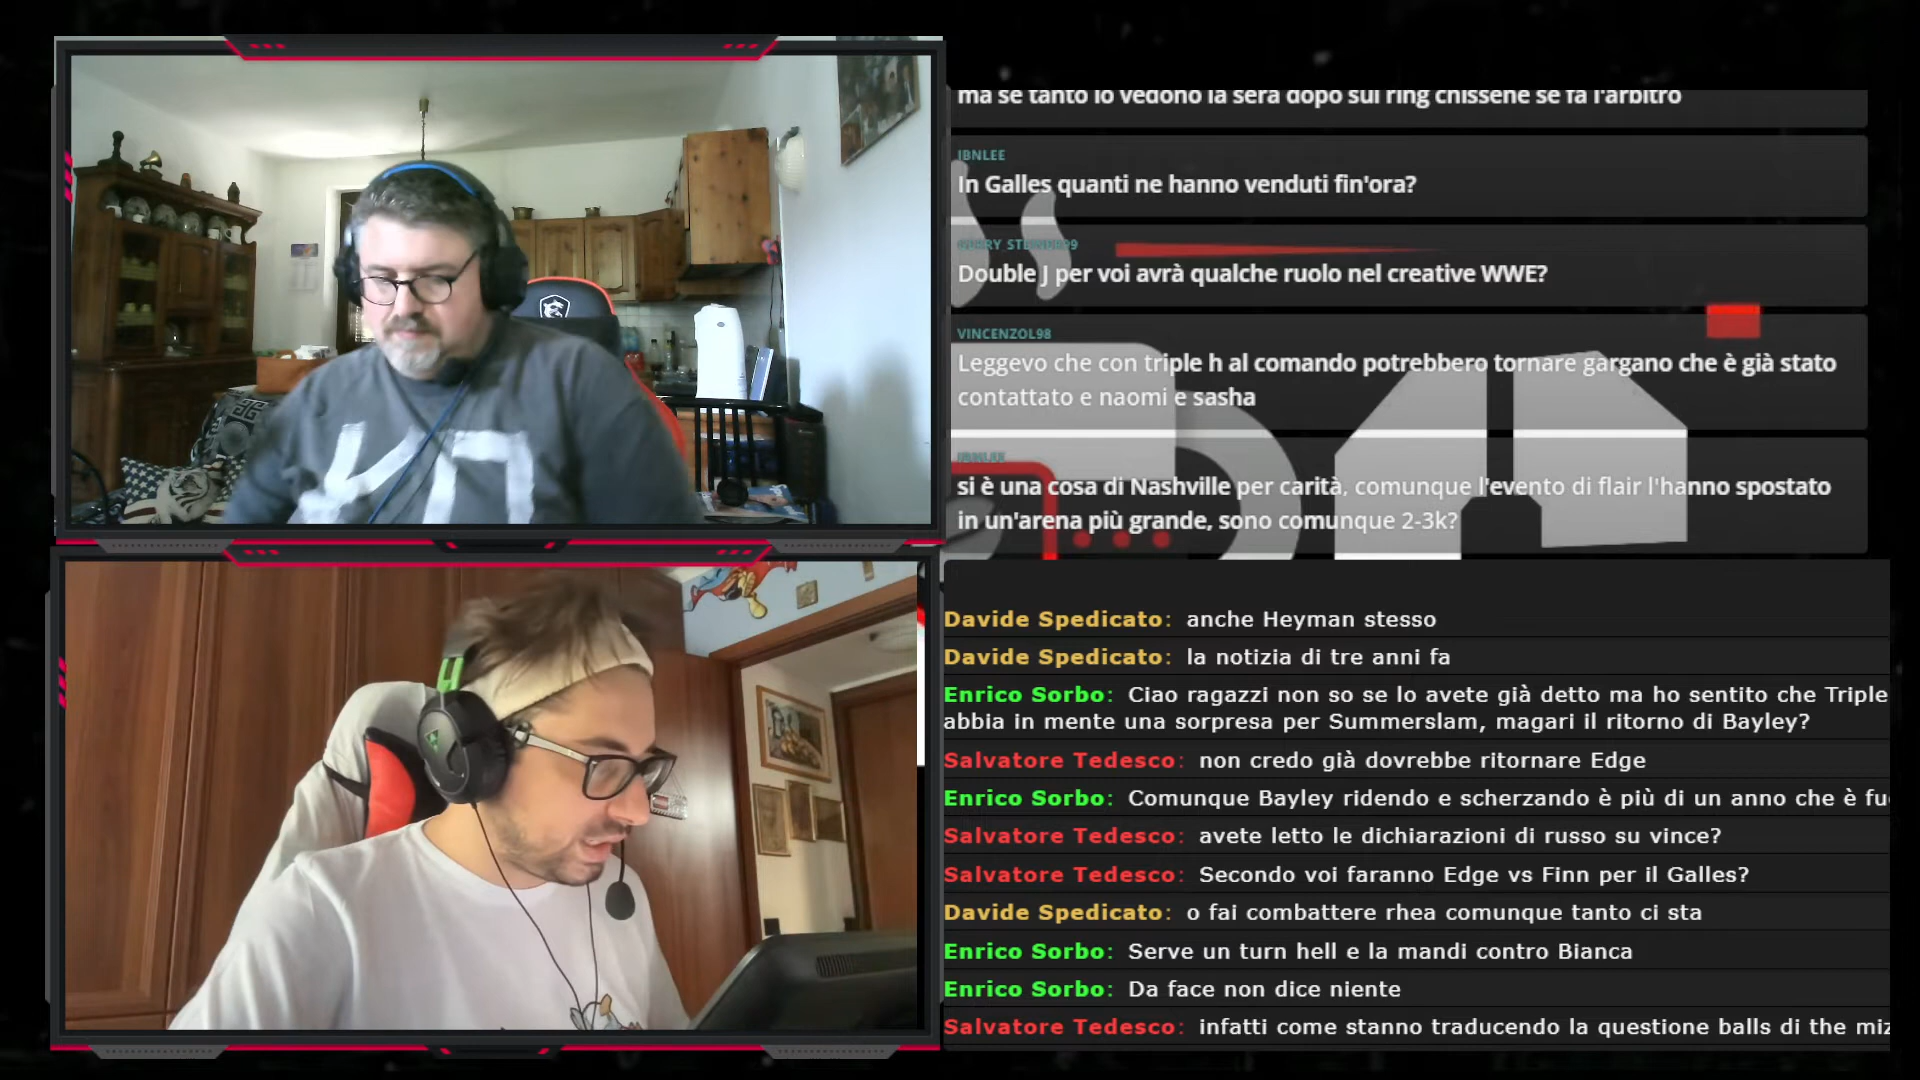 ma se tanto lo vedono la sera dopo sul ring chissene se fa l'arbitro
IBNLEE
In Galles quanti ne hanno venduti fin'ora?
Double J per voi avrà qualche ruolo nel creative WWE?
VINCENZOL98
Leggevo che con triple h al comando potrebbero tornare gargano che è già stato
contattato e naomi e sasha
IBNLEE
si è una cosa di Nashville per carità, comunque l'evento di flair l'hanno spostato
in un'arena più grande, sono comunque 2-3k?
Davide Spedicato: anche Heyman stesso
Davide Spedicato: la notizia di tre anni fa
Enrico Sorbo: Ciao ragazzi non so se lo avete già detto ma ho sentito che Triple
abbia in mente una sorpresa per Summerslam, magari il ritorno di Bayley?
Salvatore Tedesco: non credo già dovrebbe ritornare Edge
Enrico Sorbo: Comunque Bayley ridendo e scherzando è più di un anno che è fu
Salvatore Tedesco: avete letto le dichiarazioni di russo su vince?
Salvatore Tedesco: Secondo voi faranno Edge vs Finn per il Galles?
Davide Spedicato: o fai combattere rhea comunque tanto ci sta
Enrico Sorbo: Serve un turn hell e la mandi contro Bianca
Enrico Sorbo: Da face non dice niente
Salvatore Tedesco: infatti come stanno traducendo la questione balls di the miz